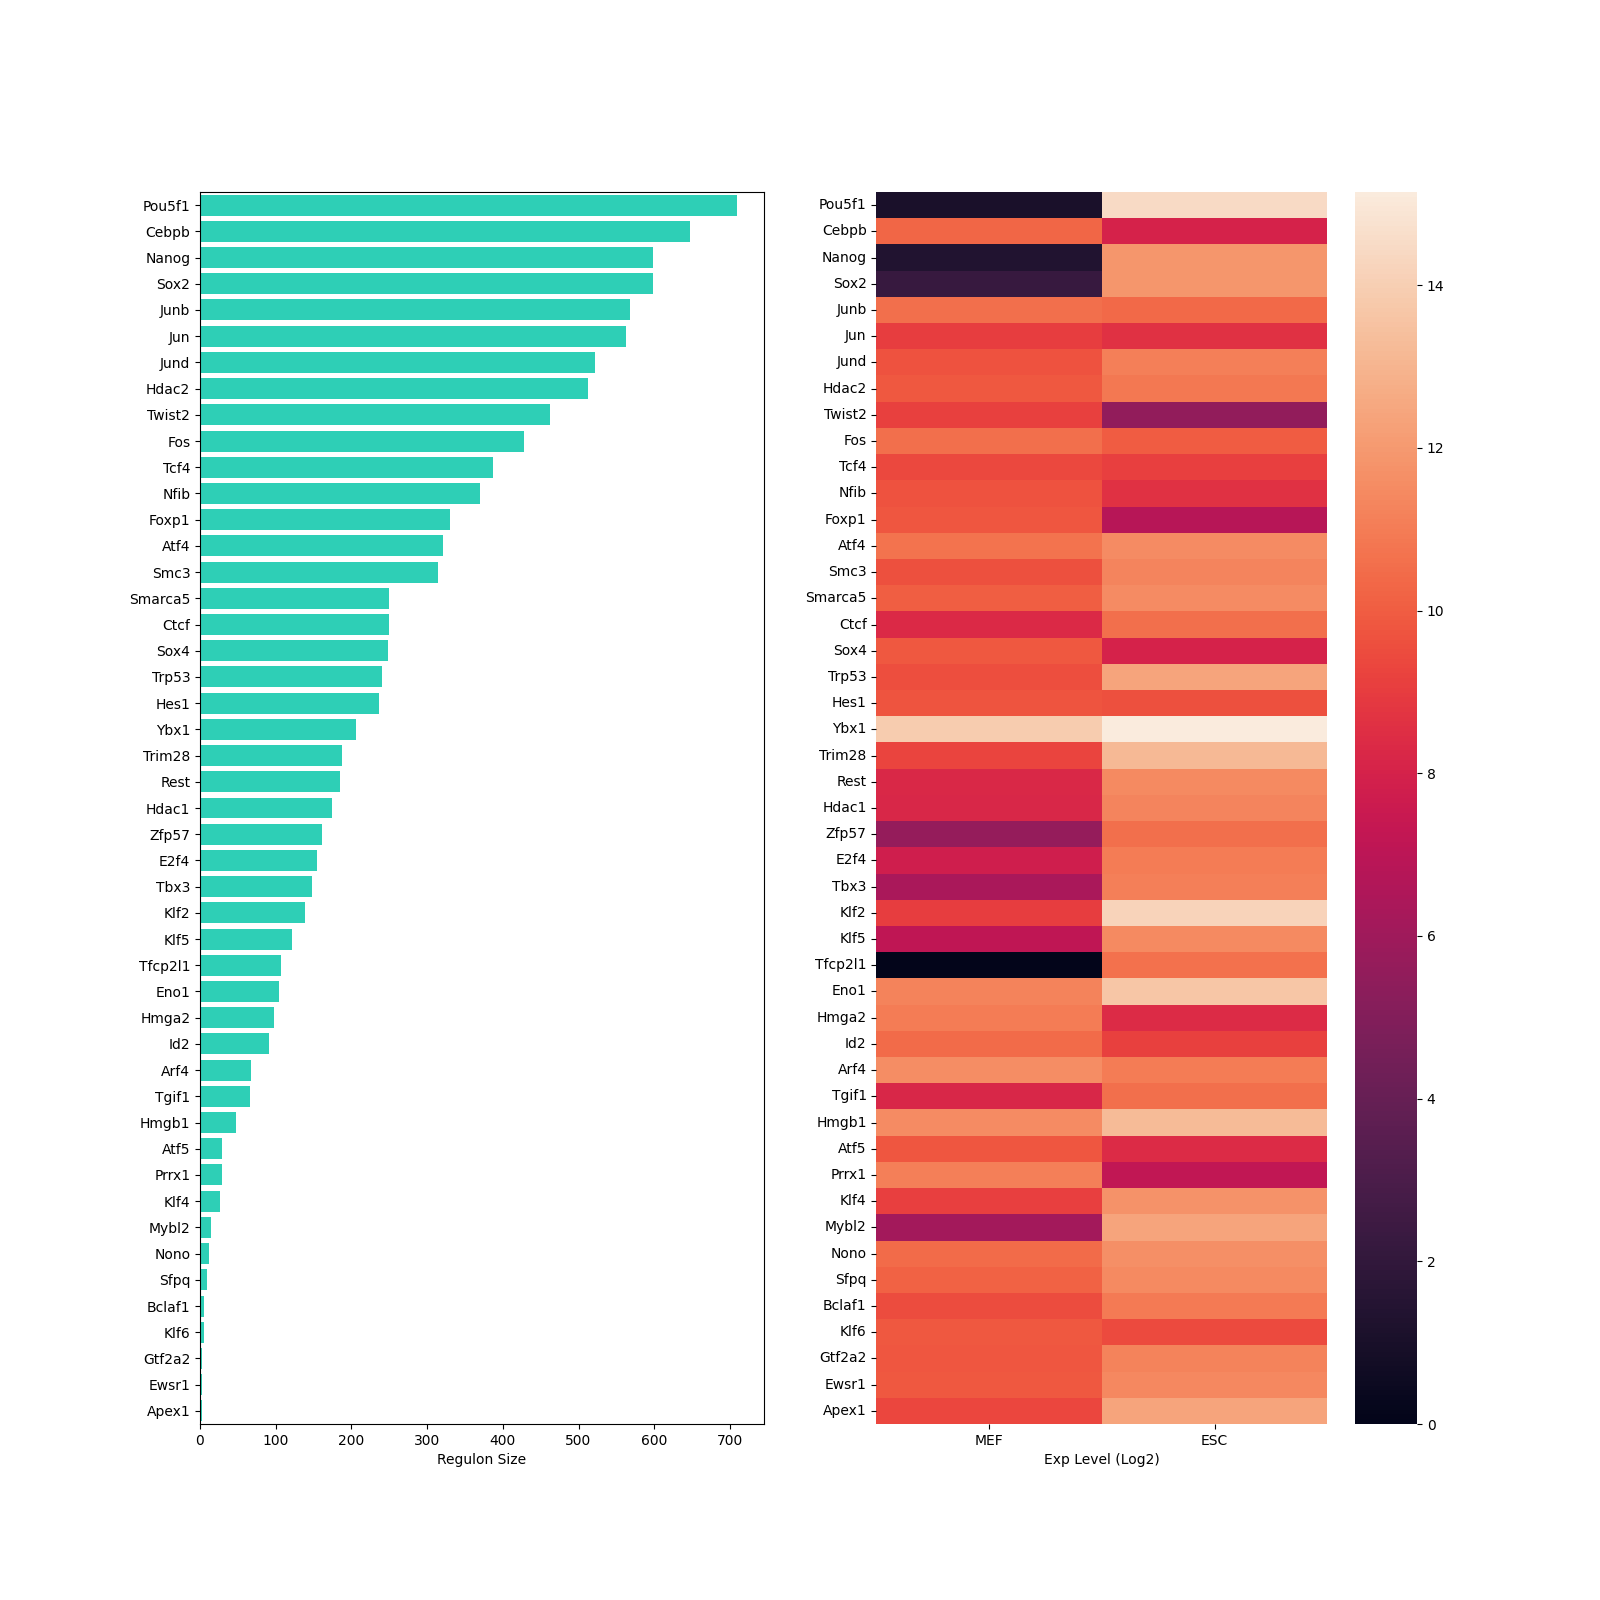 Pou5f1
Cebpb
Nanog
Sox2
Junb
Jun
Jund
Hdac2
Twist2
Fos
Tcf4
Nfib
Foxp1
Atf4
Smc3
Smarca5
Ctcf
Sox4
Trp53
Hes1
Ybx1
Trim28
Rest
Hdac1
Zfp57
E2f4
Tbx3
Klf2
Klf5
Tfcp2l1
Eno1
Hmga2
Id2
Arf4
Tgif1
Hmgb1
Atf5
Prrx1
Klf4
Mybl2
Nono
Sfpq
Bclaf1
Klf6
Gtf2a2
Ewsr1
Apex1
0 100 200 300 400 500 600 700
Regulon Size
Pou5f1
Cebpb
Nanog
Sox2
Junb
Jun
Jund
Hdac2
Twist2
Fos
Tcf4
Nfib
Foxp1
Atf4
Smc3
Smarca5
Ctcf
Sox4
Trp53
Hes1
Ybx1
Trim28
Rest
Hdac1
Zfp57
E2f4
Tbx3
Klf2
Klf5
Tfcp2l1
Eno1
Hmga2
Id2
Arf4
Tgif1
Hmgb1
Atf5
Prrx1
Klf4
Mybl2
Nono
Sfpq
Bclaf1
Klf6
Gtf2a2
Ewsr1
Apex1
MEF ESC
Exp Level (Log2)
14
12
10
8
6
4
2
0